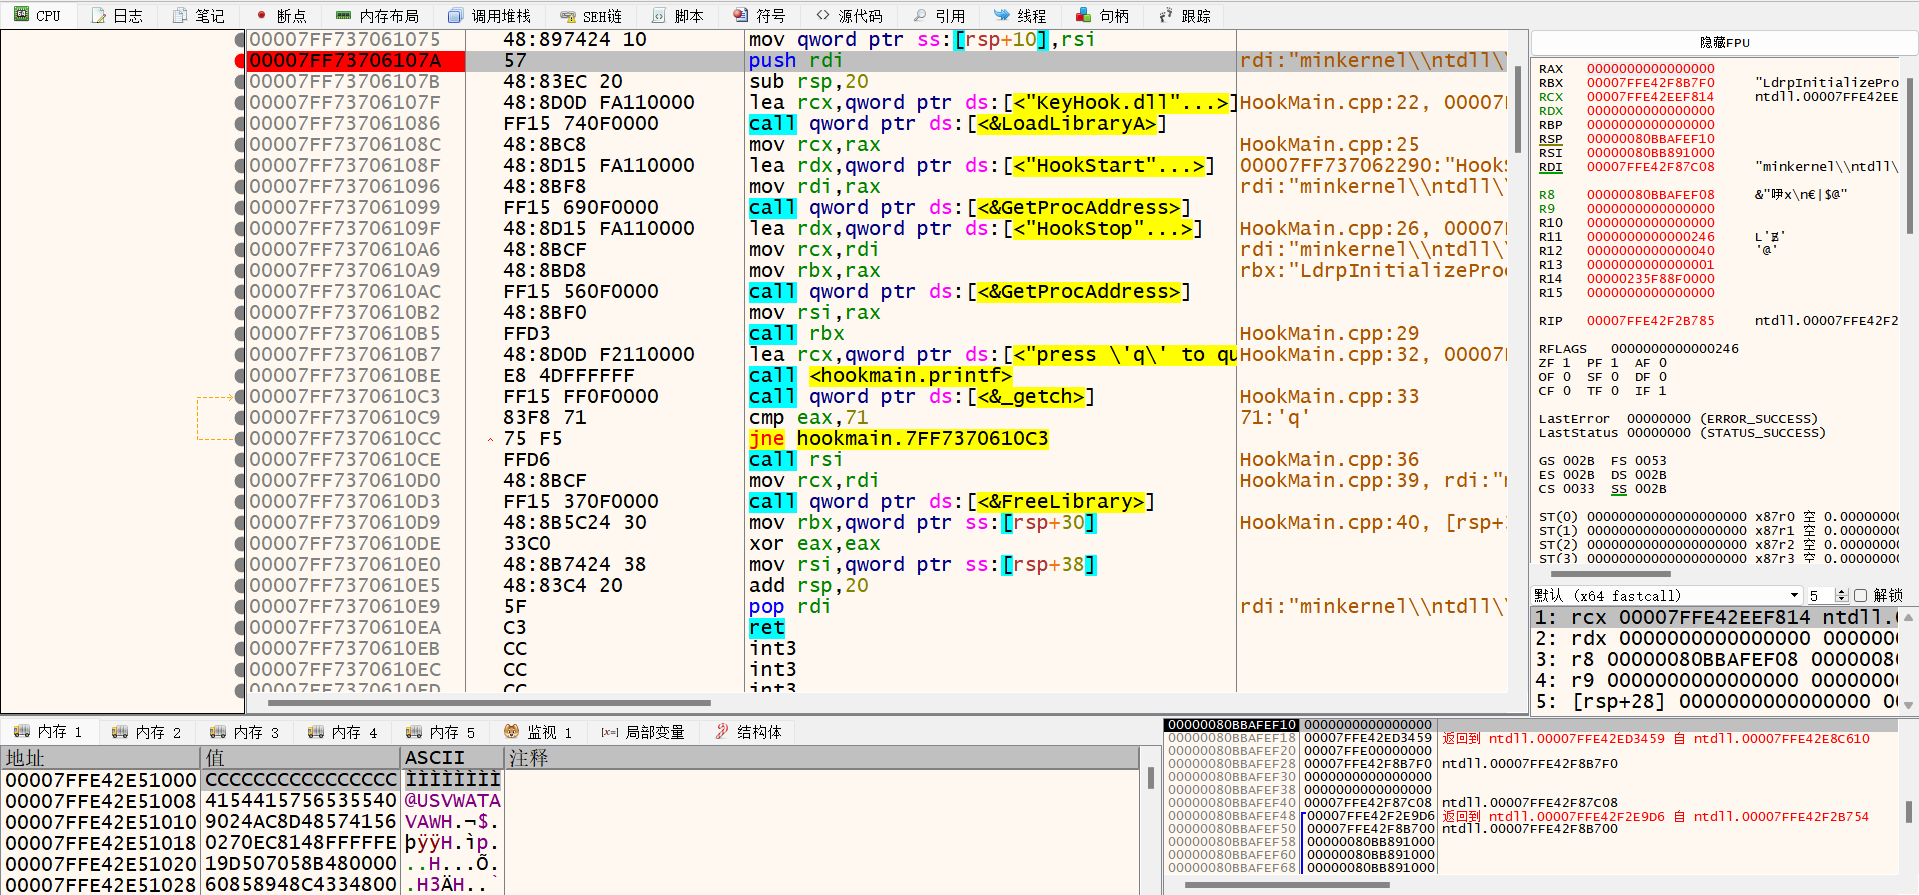 CPU 日志 笔记 断点 内存布局 调用堆栈 SEH链 脚本 符号 源代码 引用 线程 句柄 跟踪
00007FF737061075 48:897424 10 mov qword ptr ss:[rsp+10],rsi
00007FF73706107A 57 push rdi rdi:"minkernel\\ntdll\
00007FF73706107B 48:83EC 20 sub rsp,20
00007FF73706107F 48:8D0D FA110000 lea rcx,qword ptr ds:[<"KeyHook.dll"...>] HookMain.cpp:22, 00007
00007FF737061086 FF15 740F0000 call qword ptr ds:[<&LoadLibraryA>]
00007FF73706108C 48:8BC8 mov rcx,rax HookMain.cpp:25
00007FF73706108F 48:8D15 FA110000 lea rdx,qword ptr ds:[<"HookStart"...>] 00007FF737062290:"Hook
00007FF737061096 48:8BF8 mov rdi,rax rdi:"minkernel\\ntdll\
00007FF737061099 FF15 690F0000 call qword ptr ds:[<&GetProcAddress>]
00007FF73706109F 48:8D15 FA110000 lea rdx,qword ptr ds:[<"HookStop"...>] HookMain.cpp:26, 00007
00007FF7370610A6 48:8BCF mov rcx,rdi rdi:"minkernel\\ntdll\
00007FF7370610A9 48:8BD8 mov rbx,rax rbx:"LdrpInitializePro
00007FF7370610AC FF15 560F0000 call qword ptr ds:[<&GetProcAddress>]
00007FF7370610B2 48:8BF0 mov rsi,rax
00007FF7370610B5 FFD3 call rbx HookMain.cpp:29
00007FF7370610B7 48:8D0D F2110000 lea rcx,qword ptr ds:[<"press \'q\' to qu HookMain.cpp:32, 00007
00007FF7370610BE E8 4DFFFFFF call <hookmain.printf>
00007FF7370610C3 FF15 FF0F0000 call qword ptr ds:[<&_getch>] HookMain.cpp:33
00007FF7370610C9 83F8 71 cmp eax,71 71:'q'
00007FF7370610CC 75 F5 jne hookmain.7FF7370610C3
00007FF7370610CE FFD6 call rsi HookMain.cpp:36
00007FF7370610D0 48:8BCF mov rcx,rdi HookMain.cpp:39, rdi:"
00007FF7370610D3 FF15 370F0000 call qword ptr ds:[<&FreeLibrary>]
00007FF7370610D9 48:8B5C24 30 mov rbx,qword ptr ss:[rsp+30] HookMain.cpp:40, [rsp+
00007FF7370610DE 33C0 xor eax,eax
00007FF7370610E0 48:8B7424 38 mov rsi,qword ptr ss:[rsp+38]
00007FF7370610E5 48:83C4 20 add rsp,20
00007FF7370610E9 5F pop rdi rdi:"minkernel\\ntdll\
00007FF7370610EA C3 ret
00007FF7370610EB CC int3
00007FF7370610EC CC int3
00007FF7370610ED CC int3
隐藏FPU
RAX 0000000000000000
RBX 00007FFE42F8B7F0 "LdrpInitializePro
RCX 00007FFE42EEF814 ntdll.00007FFE42EE
RDX 0000000000000000
RBP 0000000000000000
RSP 00000080BBAFEF10
RSI 00000080BB891000
RDI 00007FFE42F87C08 "minkernel\\ntdll\
R8 00000080BBAFEF08
R9 0000000000000000
R10 0000000000000000
R11 0000000000000246
R12 0000000000000040 '@'
R13 0000000000000001
R14 00000235F88F0000
R15 0000000000000000
RIP 00007FFE42F2B785 ntdll.00007FFE42F2
RFLAGS 0000000000000246
ZF 1 PF 1 AF 0
OF 0 SF 0 DF 0
CF 0 TF 0 IF 1
LastError 00000000 (ERROR_SUCCESS)
LastStatus 00000000 (STATUS_SUCCESS)
GS 002B FS 0053
ES 002B DS 002B
CS 0033 SS 002B
ST(0) 00000000000000000000 x87r0 空 0.0000000
ST(1) 00000000000000000000 x87r1 空 0.0000000
ST(2) 00000000000000000000 x87r2 空 0.0000000
ST(3) 00000000000000000000 x87r3 空 0.0000000
默认 (x64 fastcall) 5 解锁
1: rcx 00007FFE42EEF814 ntdll.
2: rdx 0000000000000000 000000
3: r8 00000080BBAFEF08 0000008
4: r9 0000000000000000 000000
5: [rsp+28] 0000000000000000 00
内存 1 内存 2 内存 3 内存 4 内存 5 监视 1 [x=] 局部变量 结构体
地址 值 ASCII 注释
00007FFE42E51000 CCCCCCCCCCCCCCCC ÌÌÌÌÌÌÌÌ
00007FFE42E51008 4154415756535540 @USVWATA
00007FFE42E51010 9024AC8D48574156 VAWH.¬$.
00007FFE42E51018 0270EC8148FFFFFE þÿÿH.ìp.
00007FFE42E51020 19D507058B480000 ..H...Õ.
00007FFE42E51028 60858948C4334800 .H3ÄH..`
00000080BBAFEF10 0000000000000000
00000080BBAFEF18 00007FFE42ED3459 返回到 ntdll.00007FFE42ED3459 自 ntdll.00007FFE42E8C610
00000080BBAFEF20 00007FFE00000000
00000080BBAFEF28 00007FFE42F8B7F0 ntdll.00007FFE42F8B7F0
00000080BBAFEF30 0000000000000000
00000080BBAFEF38 0000000000000000
00000080BBAFEF40 00007FFE42F87C08 ntdll.00007FFE42F87C08
00000080BBAFEF48 00007FFE42F2E9D6 返回到 ntdll.00007FFE42F2E9D6 自 ntdll.00007FFE42F2B754
00000080BBAFEF50 00007FFE42F8B700 ntdll.00007FFE42F8B700
00000080BBAFEF58 00000080BB891000
00000080BBAFEF60 00000080BB891000
00000080BBAFEF68 00000080BB891000